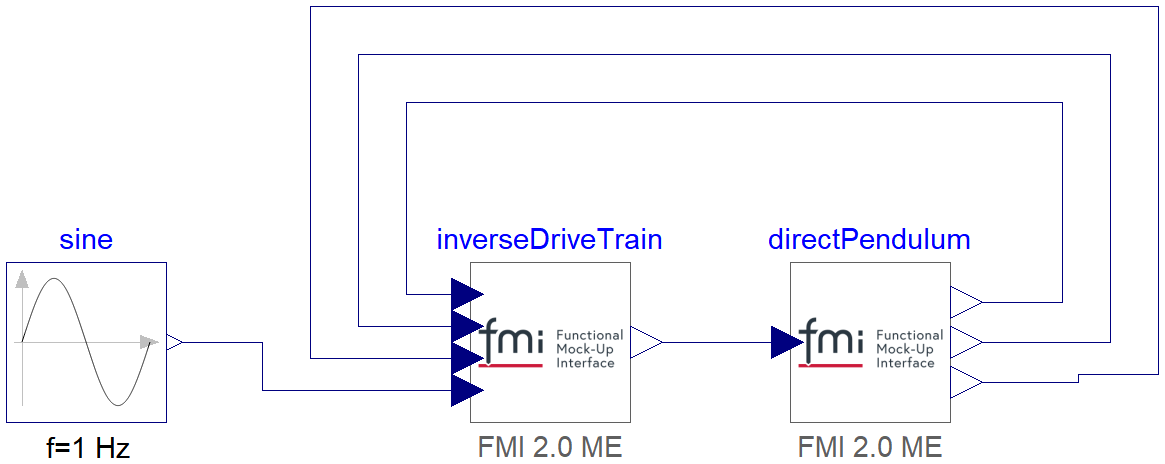 sine
inverseDriveTrain
directPendulum
fmi Functional Mock-Up Interface
fmi Functional Mock-Up Interface
f=1 Hz
FMI 2.0 ME
FMI 2.0 ME